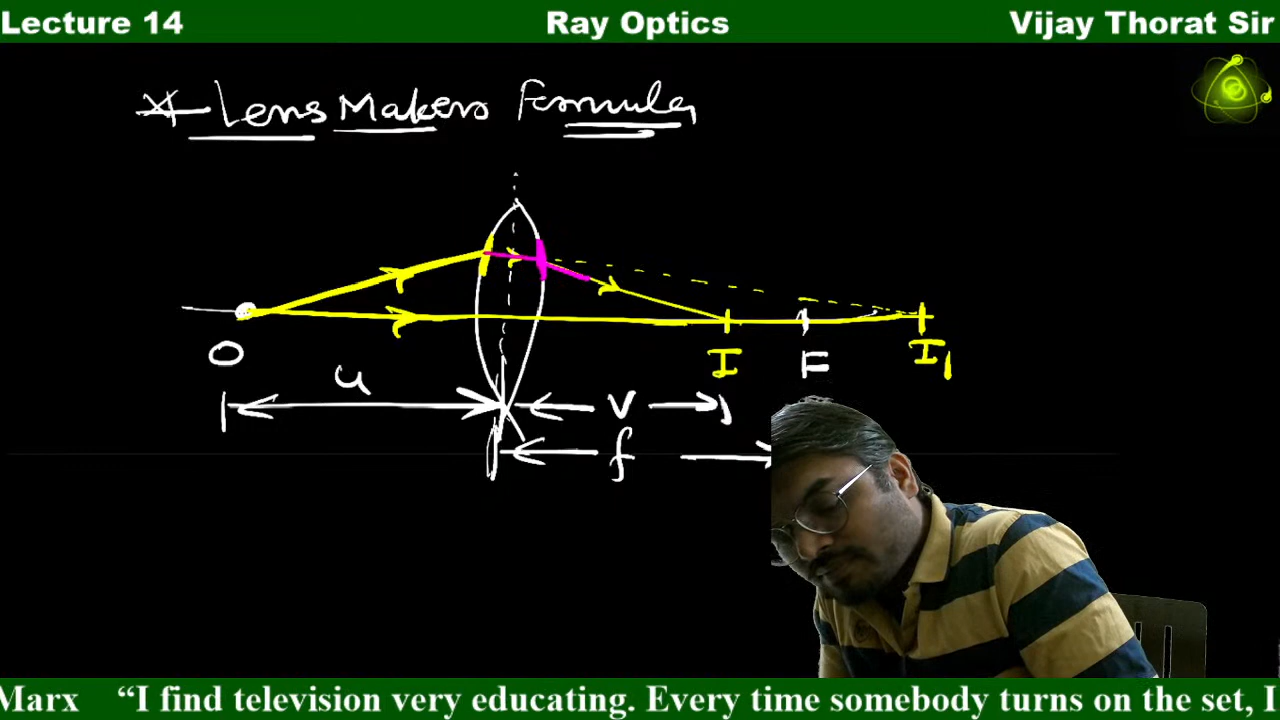 Lecture 14 Ray Optics Vijay Thorat Sir
* Lens Makers Formula
O I F I₁
u v
f
Marx “I find television very educating. Every time somebody turns on the set, I